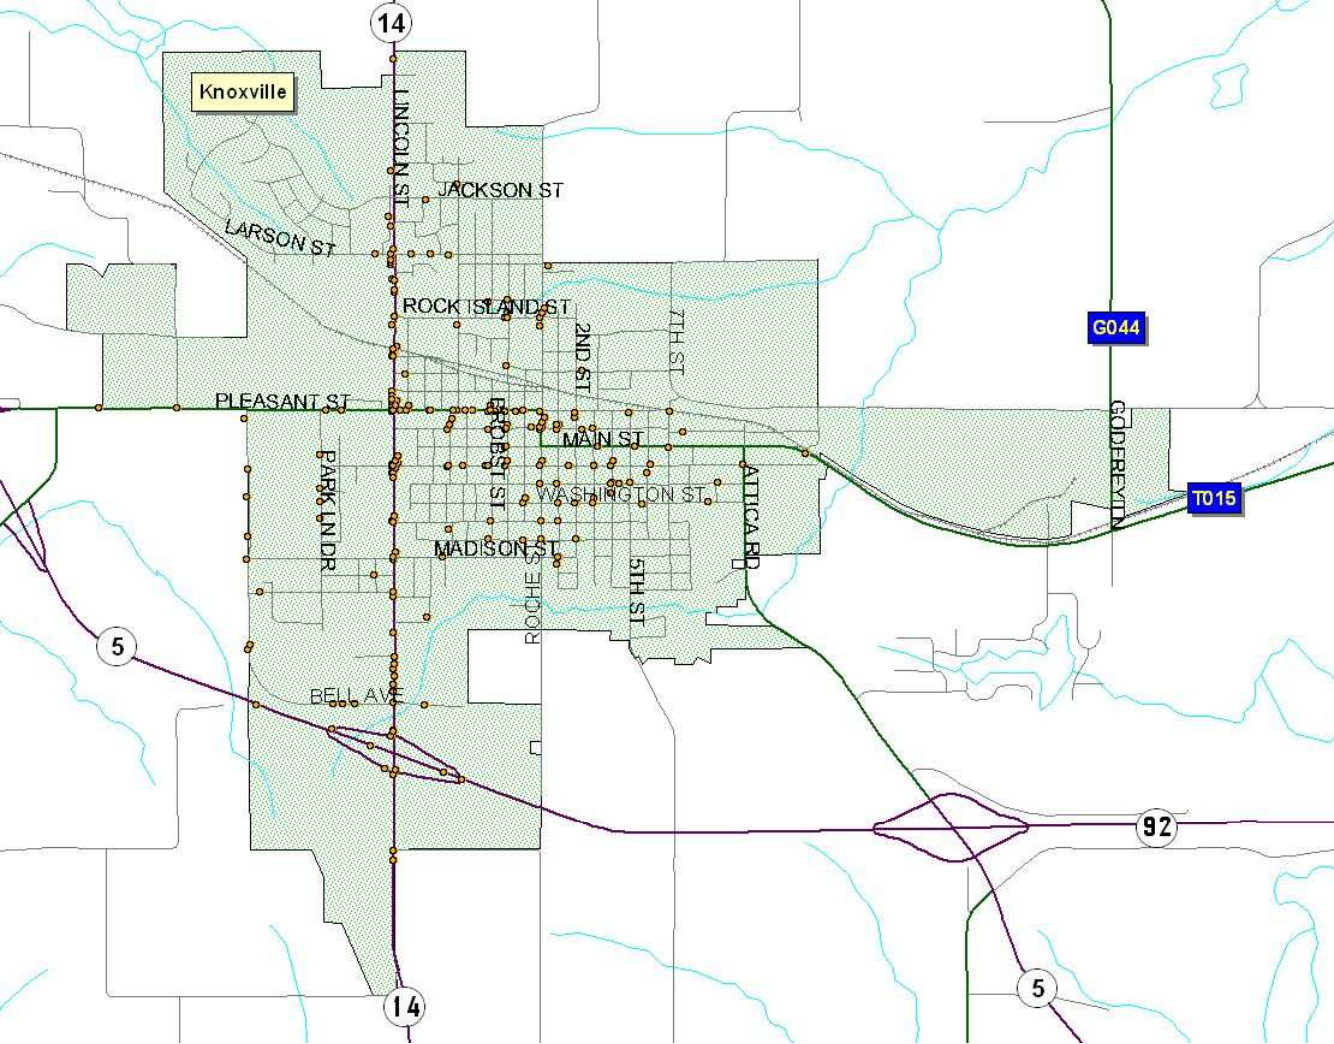 14
Knoxville
LINCOLN ST
JACKSON ST
LARSON ST
ROCK ISLAND ST
2ND ST
7TH ST
G044
PLEASANT ST
PROBST ST
MAIN ST
GODFREY LN
PARK LN DR
WASHINGTON ST
ATTICA RD
T015
MADISON ST
ROCHE S
5TH ST
5
BELL AVE
92
5
14